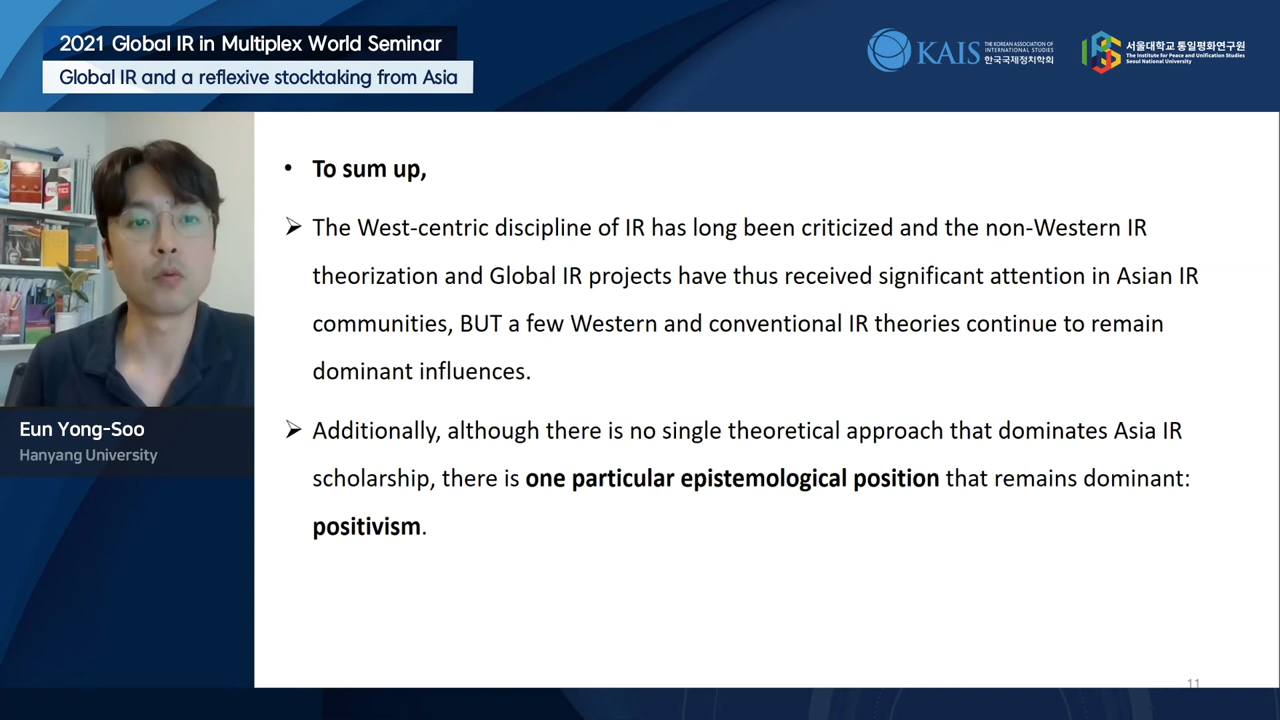 2021 Global IR in Multiplex World Seminar
Global IR and a reflexive stocktaking from Asia
KAIS
THE KOREAN ASSOCIATION OF
INTERNATIONAL STUDIES
한국국제정치학회
서울대학교 통일평화연구원
The Institute for Peace and Unification Studies
Seoul National University
• To sum up,
➢ The West-centric discipline of IR has long been criticized and the non-Western IR
theorization and Global IR projects have thus received significant attention in Asian IR
communities, BUT a few Western and conventional IR theories continue to remain
dominant influences.
➢ Additionally, although there is no single theoretical approach that dominates Asia IR
scholarship, there is one particular epistemological position that remains dominant:
positivism.
Eun Yong-Soo
Hanyang University
11